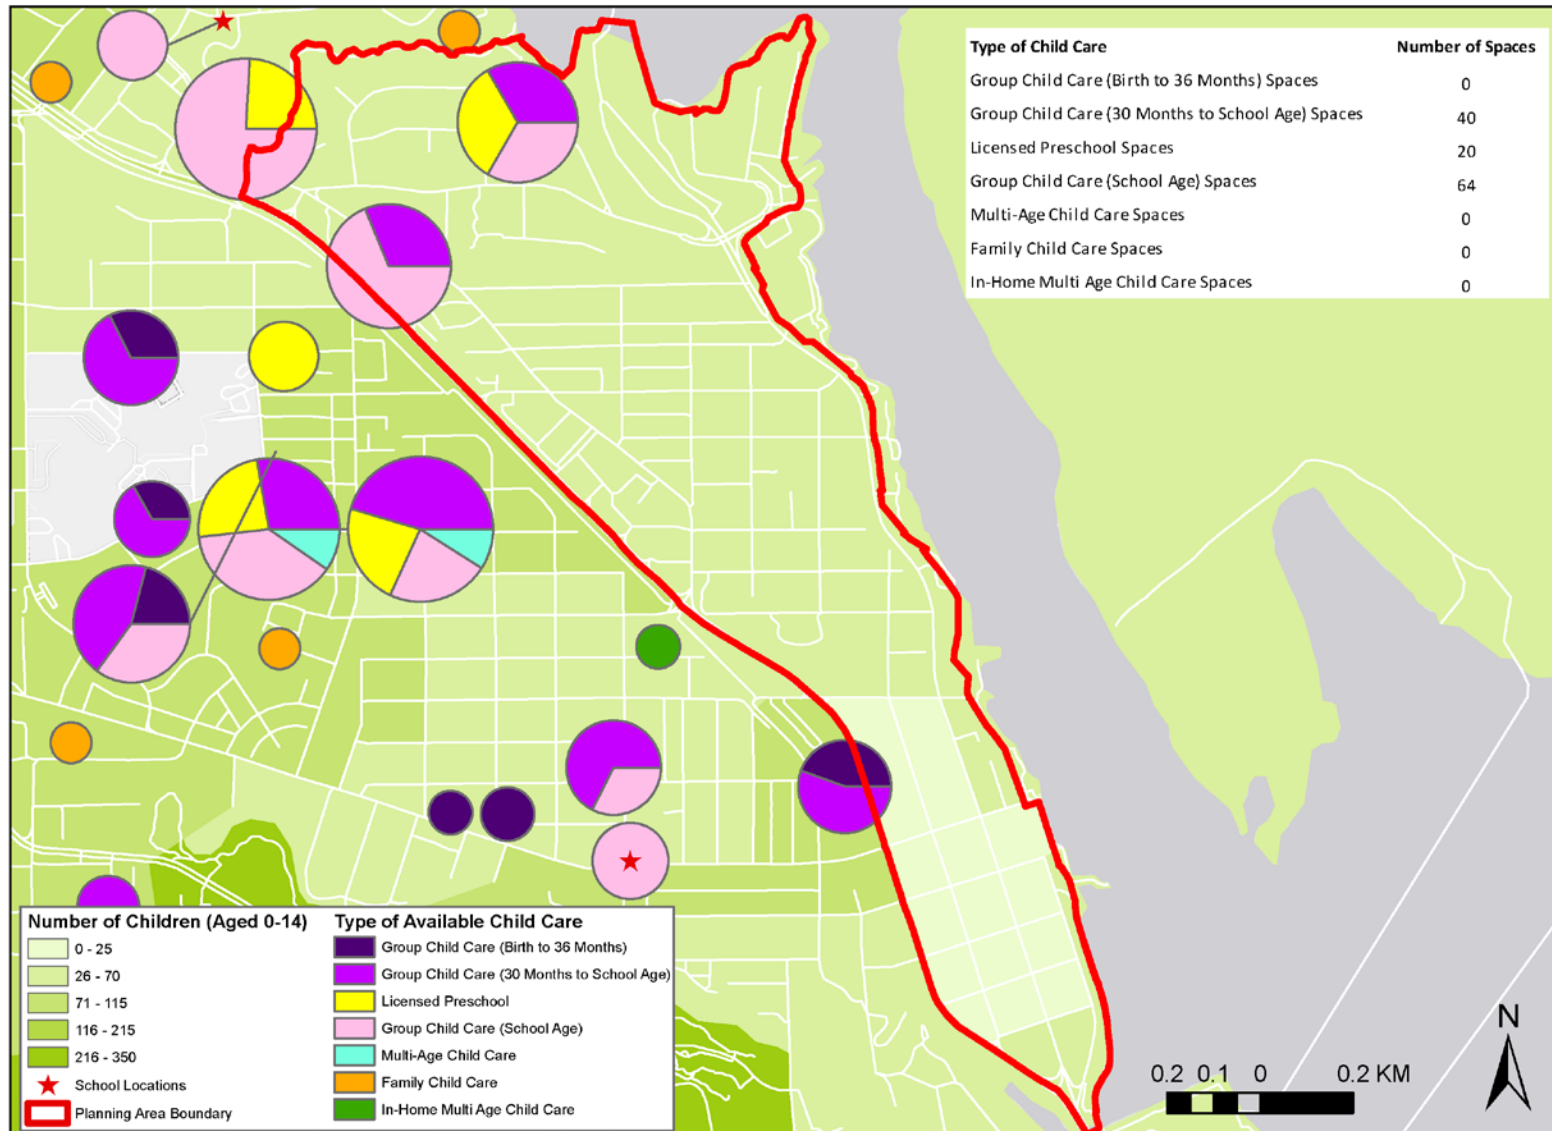 Type of Child Care Number of Spaces
Group Child Care (Birth to 36 Months) Spaces 0
Group Child Care (30 Months to School Age) Spaces 40
Licensed Preschool Spaces 20
Group Child Care (School Age) Spaces 64
Multi-Age Child Care Spaces 0
Family Child Care Spaces 0
In-Home Multi Age Child Care Spaces 0
Number of Children (Aged 0-14)
0 - 25
26 - 70
71 - 115
116 - 215
216 - 350
School Locations
Planning Area Boundary
Type of Available Child Care
Group Child Care (Birth to 36 Months)
Group Child Care (30 Months to School Age)
Licensed Preschool
Group Child Care (School Age)
Multi-Age Child Care
Family Child Care
In-Home Multi Age Child Care
0.2 0.1 0 0.2 KM
N